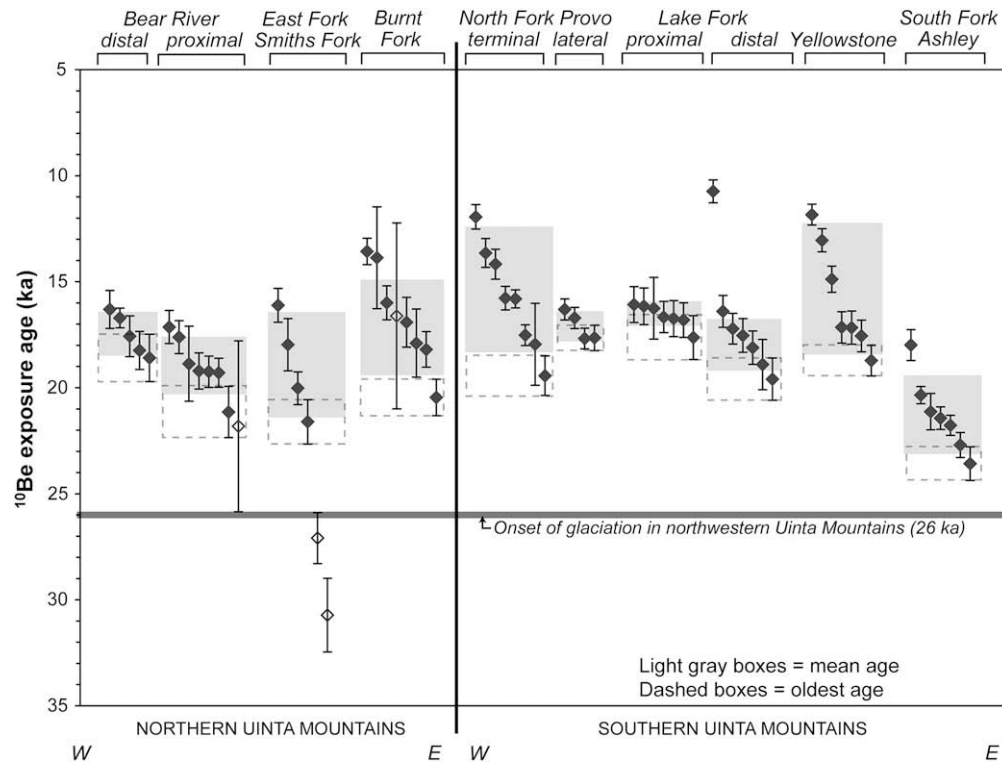 Bear River
distal proximal
East Fork
Smiths Fork
Burnt
Fork
North Fork
terminal
Provo
lateral
Lake Fork
proximal distal
Yellowstone
South Fork
Ashley
5
10
15
20
25
30
35
¹⁰Be exposure age (ka)
Onset of glaciation in northwestern Uinta Mountains (26 ka)
Light gray boxes = mean age
Dashed boxes = oldest age
NORTHERN UINTA MOUNTAINS
SOUTHERN UINTA MOUNTAINS
W E W E